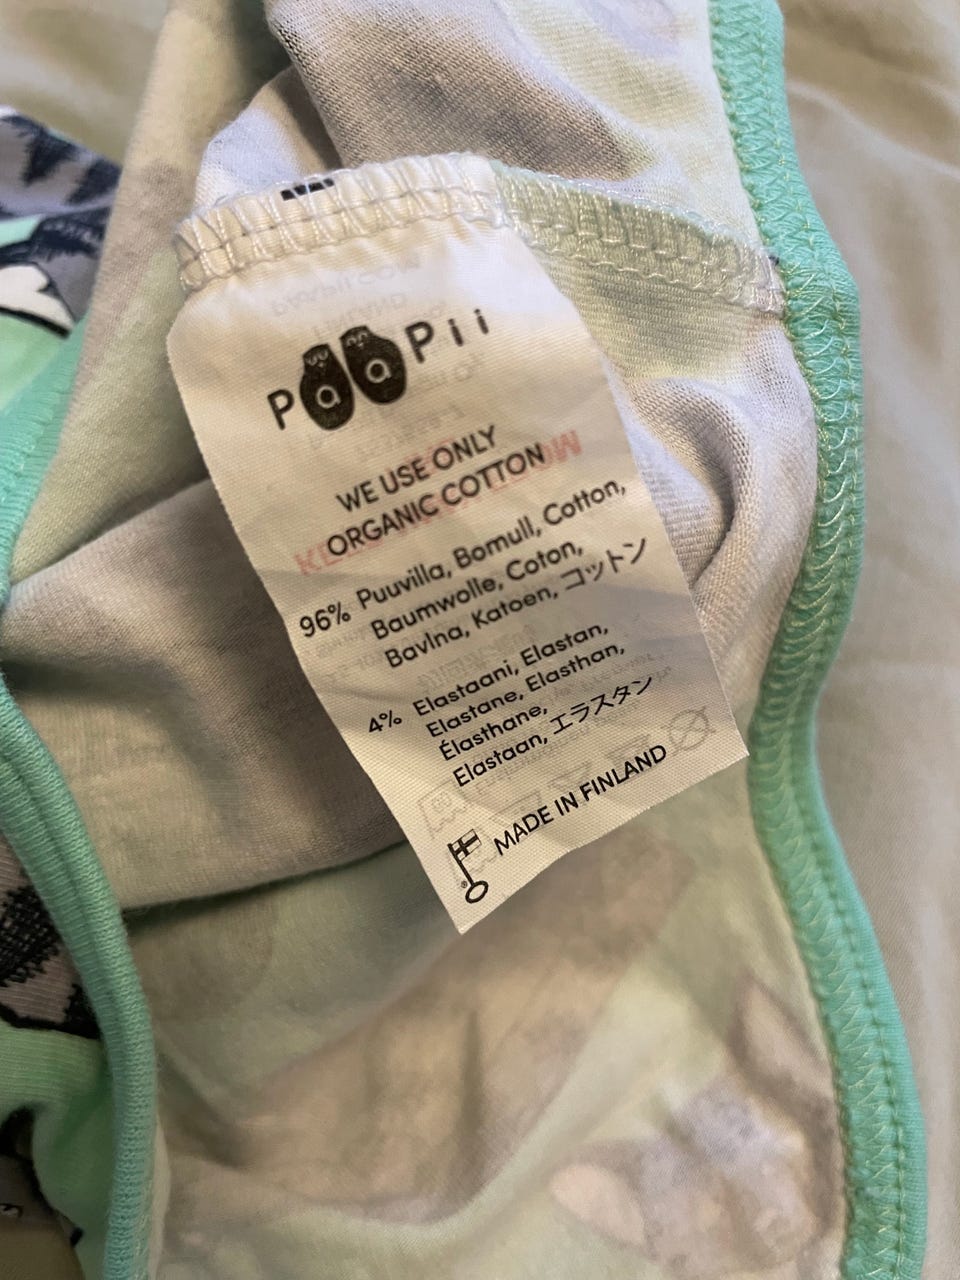 PaaPii
WE USE ONLY
ORGANIC COTTON
96% Puuvilla, Bomull, Cotton,
Baumwolle, Coton,
Bavlna, Katoen, コットン
4% Elastaani, Elastan,
Elastane, Elasthan,
Élasthane,
Elastaan, エラスタン
MADE IN FINLAND